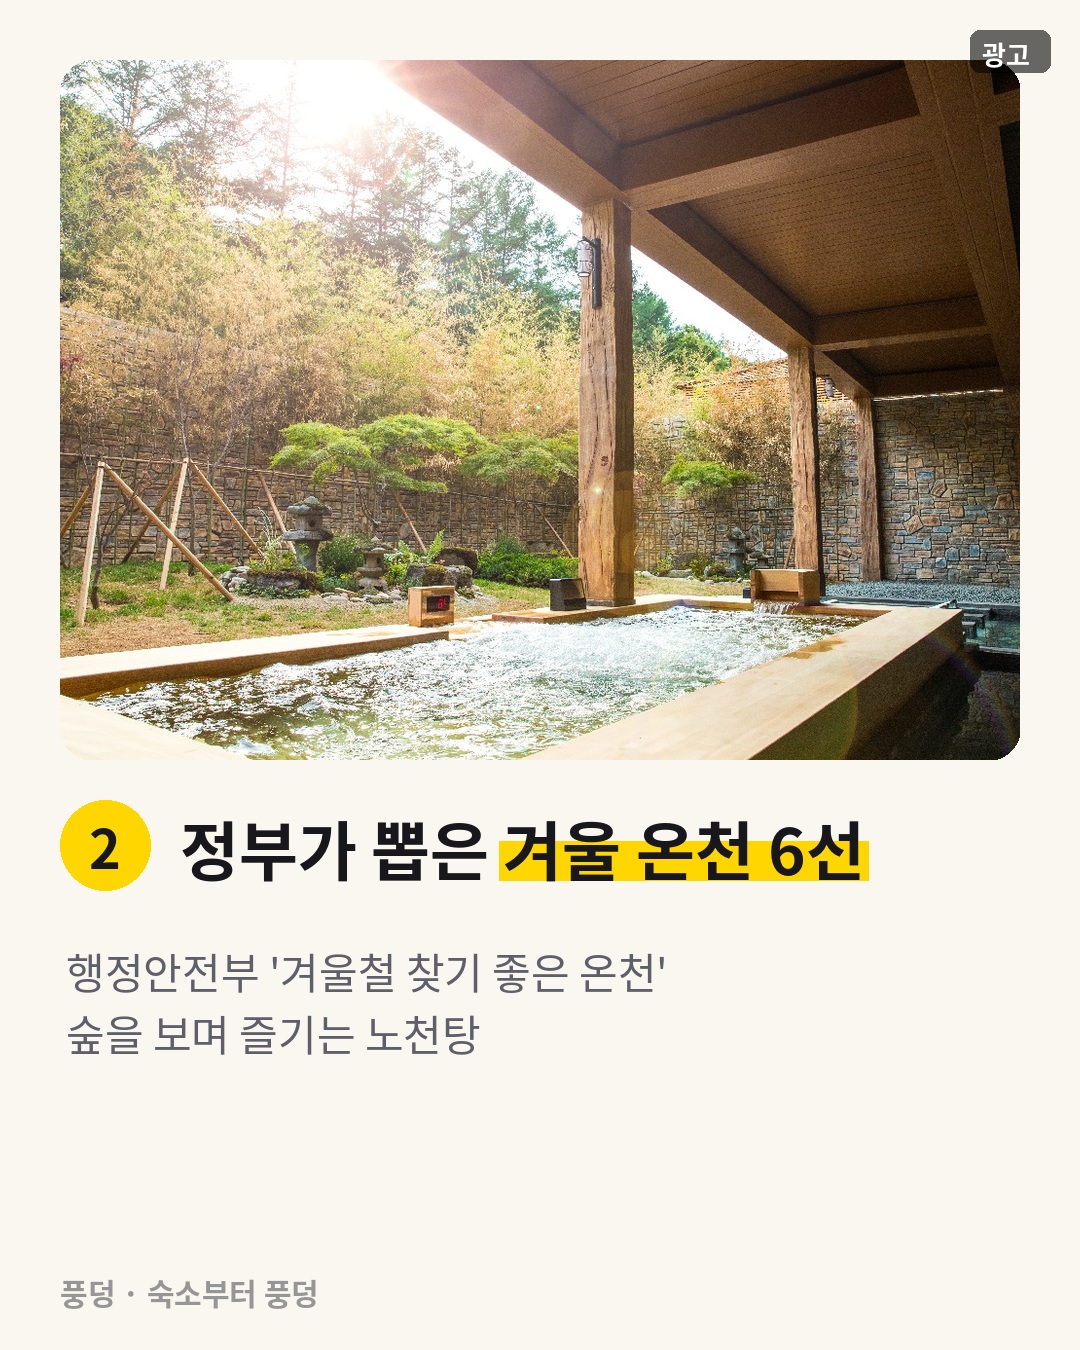 광고
2 정부가 뽑은 겨울 온천 6선
행정안전부 '겨울철 찾기 좋은 온천'
숲을 보며 즐기는 노천탕
풍덩 · 숙소부터 풍덩